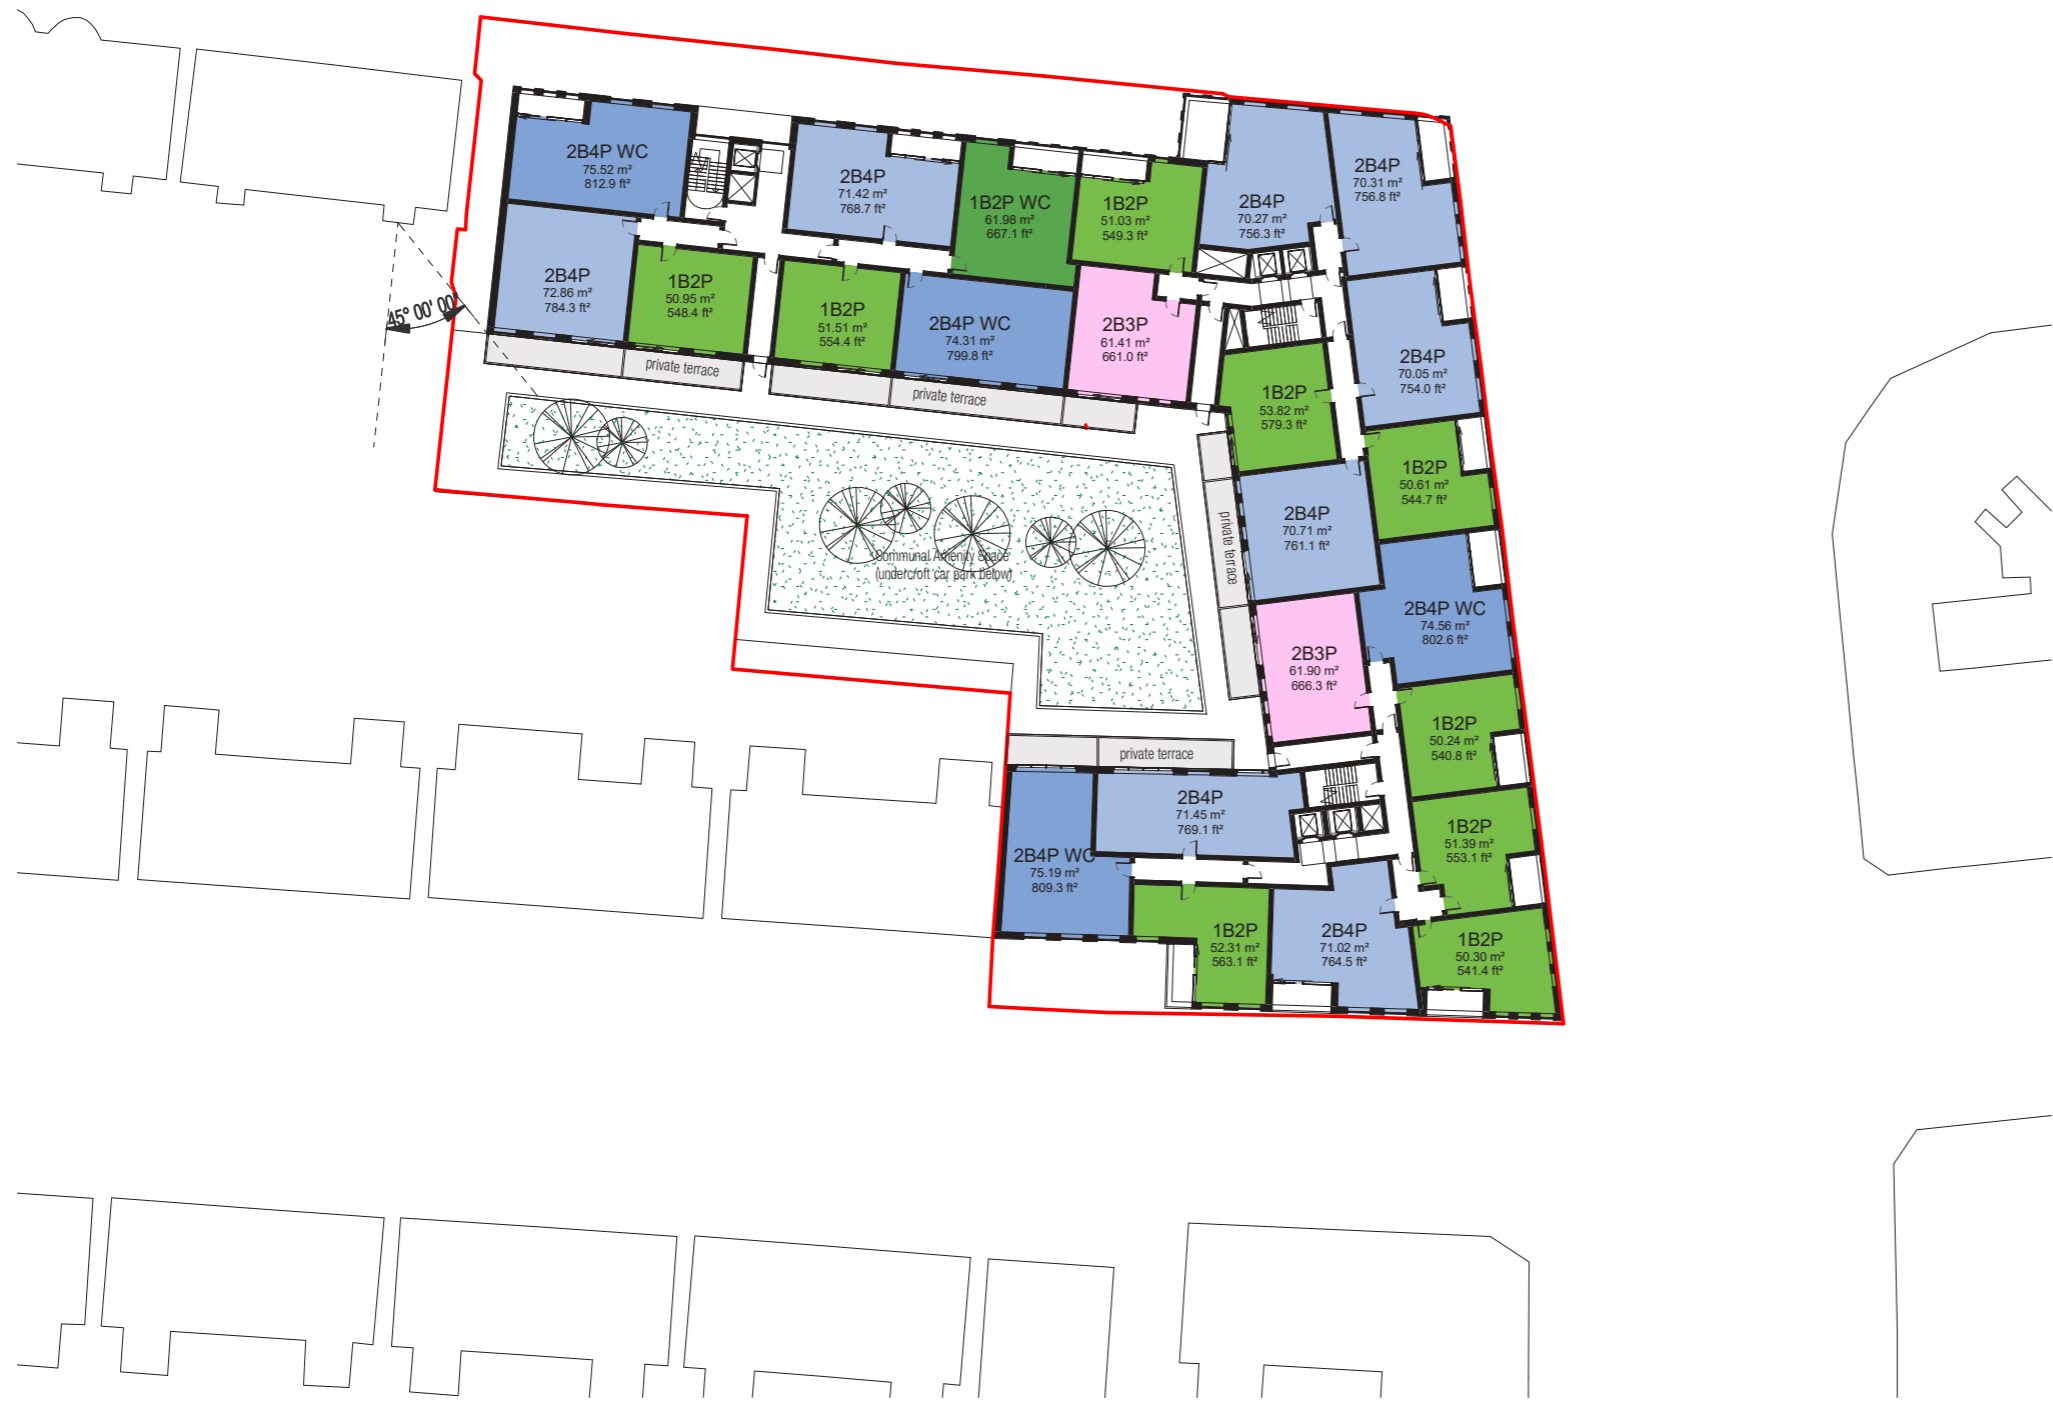 2B4P WC
75.52 m²
812.9 ft²
2B4P
71.42 m²
768.7 ft²
1B2P WC
61.98 m²
667.1 ft²
1B2P
51.03 m²
549.3 ft²
2B4P
70.27 m²
756.3 ft²
2B4P
70.31 m²
756.8 ft²
2B4P
72.86 m²
784.3 ft²
1B2P
50.95 m²
548.4 ft²
1B2P
51.51 m²
554.4 ft²
2B4P WC
74.31 m²
799.8 ft²
2B3P
61.41 m²
661.0 ft²
45° 00' 00"
private terrace
private terrace
2B4P
70.05 m²
754.0 ft²
1B2P
53.82 m²
579.3 ft²
1B2P
50.61 m²
544.7 ft²
2B4P
70.71 m²
761.1 ft²
private terrace
Communal Amenity Space
(undercroft car park below)
2B4P WC
74.56 m²
802.6 ft²
2B3P
61.90 m²
666.3 ft²
1B2P
50.24 m²
540.8 ft²
private terrace
2B4P
71.45 m²
769.1 ft²
1B2P
51.39 m²
553.1 ft²
2B4P WC
75.19 m²
809.3 ft²
1B2P
52.31 m²
563.1 ft²
2B4P
71.02 m²
764.5 ft²
1B2P
50.30 m²
541.4 ft²